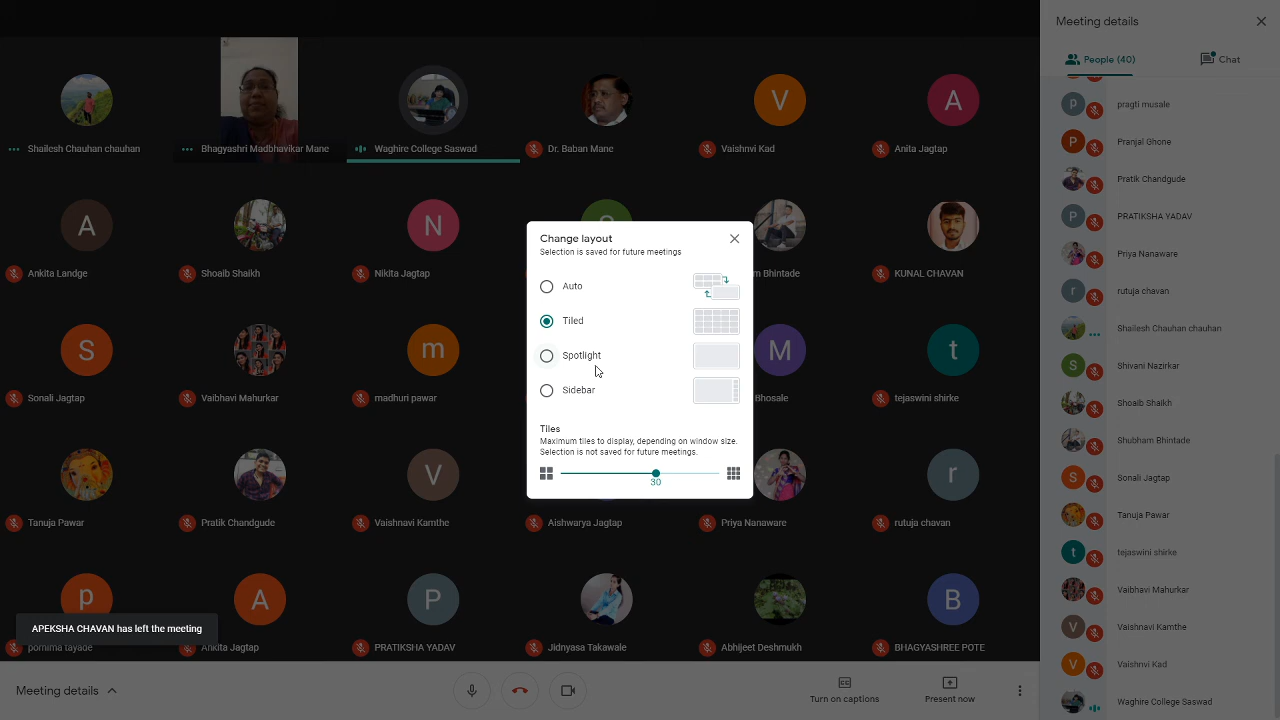 Shailesh Chauhan chauhan
Bhagyashri Madbhavikar Mane
Waghire College Saswad
Dr. Baban Mane
V
Vaishnvi Kad
A
Anita Jagtap
A
Ankita Landge
Shoaib Shaikh
N
Nikita Jagtap
Bhintade
KUNAL CHAVAN
S
Sonali Jagtap
Vaibhavi Mahurkar
m
madhuri pawar
M
Bhosale
t
tejaswini shirke
Tanuja Pawar
Pratik Chandgude
V
Vaishnavi Kamthe
Aishwarya Jagtap
Priya Nanaware
r
rutuja chavan
p
pornima tayade
A
Ankita Jagtap
P
PRATIKSHA YADAV
Jidnyasa Takawale
Abhijeet Deshmukh
B
BHAGYASHREE POTE
APEKSHA CHAVAN has left the meeting
Change layout
Selection is saved for future meetings
Auto
Tiled
Spotlight
Sidebar
Tiles
Maximum tiles to display, depending on window size.
Selection is not saved for future meetings.
30
Meeting details
CC
Turn on captions
Present now
Meeting details
People (40)
Chat
p
pragti musale
P
Pranjal Ghone
Pratik Chandgude
P
PRATIKSHA YADAV
Priya Nanaware
r
rutuja chavan
Shailesh Chauhan chauhan
S
Shivani Nazirkar
Shoaib Shaikh
Shubham Bhintade
S
Sonali Jagtap
Tanuja Pawar
t
tejaswini shirke
Vaibhavi Mahurkar
V
Vaishnavi Kamthe
V
Vaishnvi Kad
Waghire College Saswad